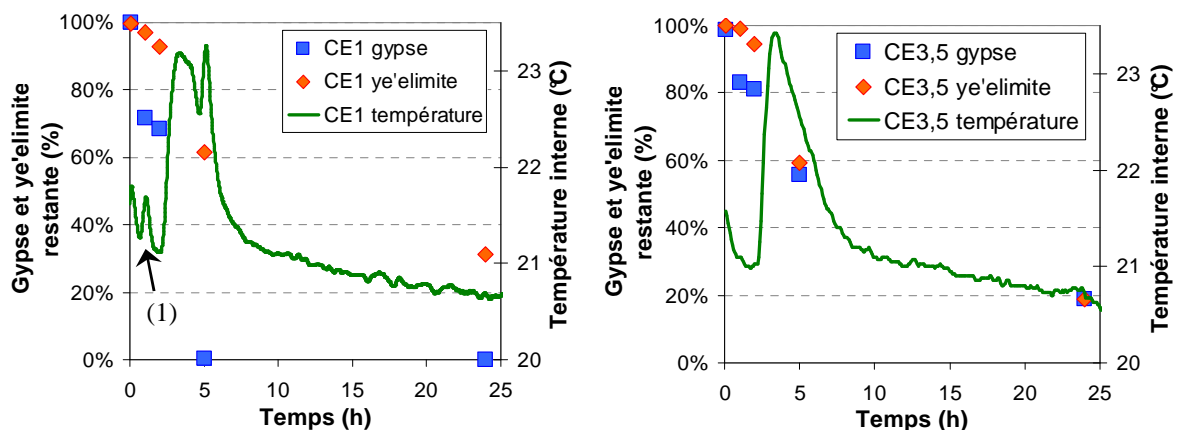 Gypse et ye'elimite
restante (%)
100%
80%
60%
40%
20%
0%
CE1 gypse
CE1 ye'elimite
CE1 température
(1)
0
5
10
15
20
25
Temps (h)
23
22
21
20
Température interne (°C)
Gypse et ye'elimite
restante (%)
100%
80%
60%
40%
20%
0%
CE3,5 gypse
CE3,5 ye'elimite
CE3,5 température
0
5
10
15
20
25
Temps (h)
23
22
21
20
Température interne (°C)